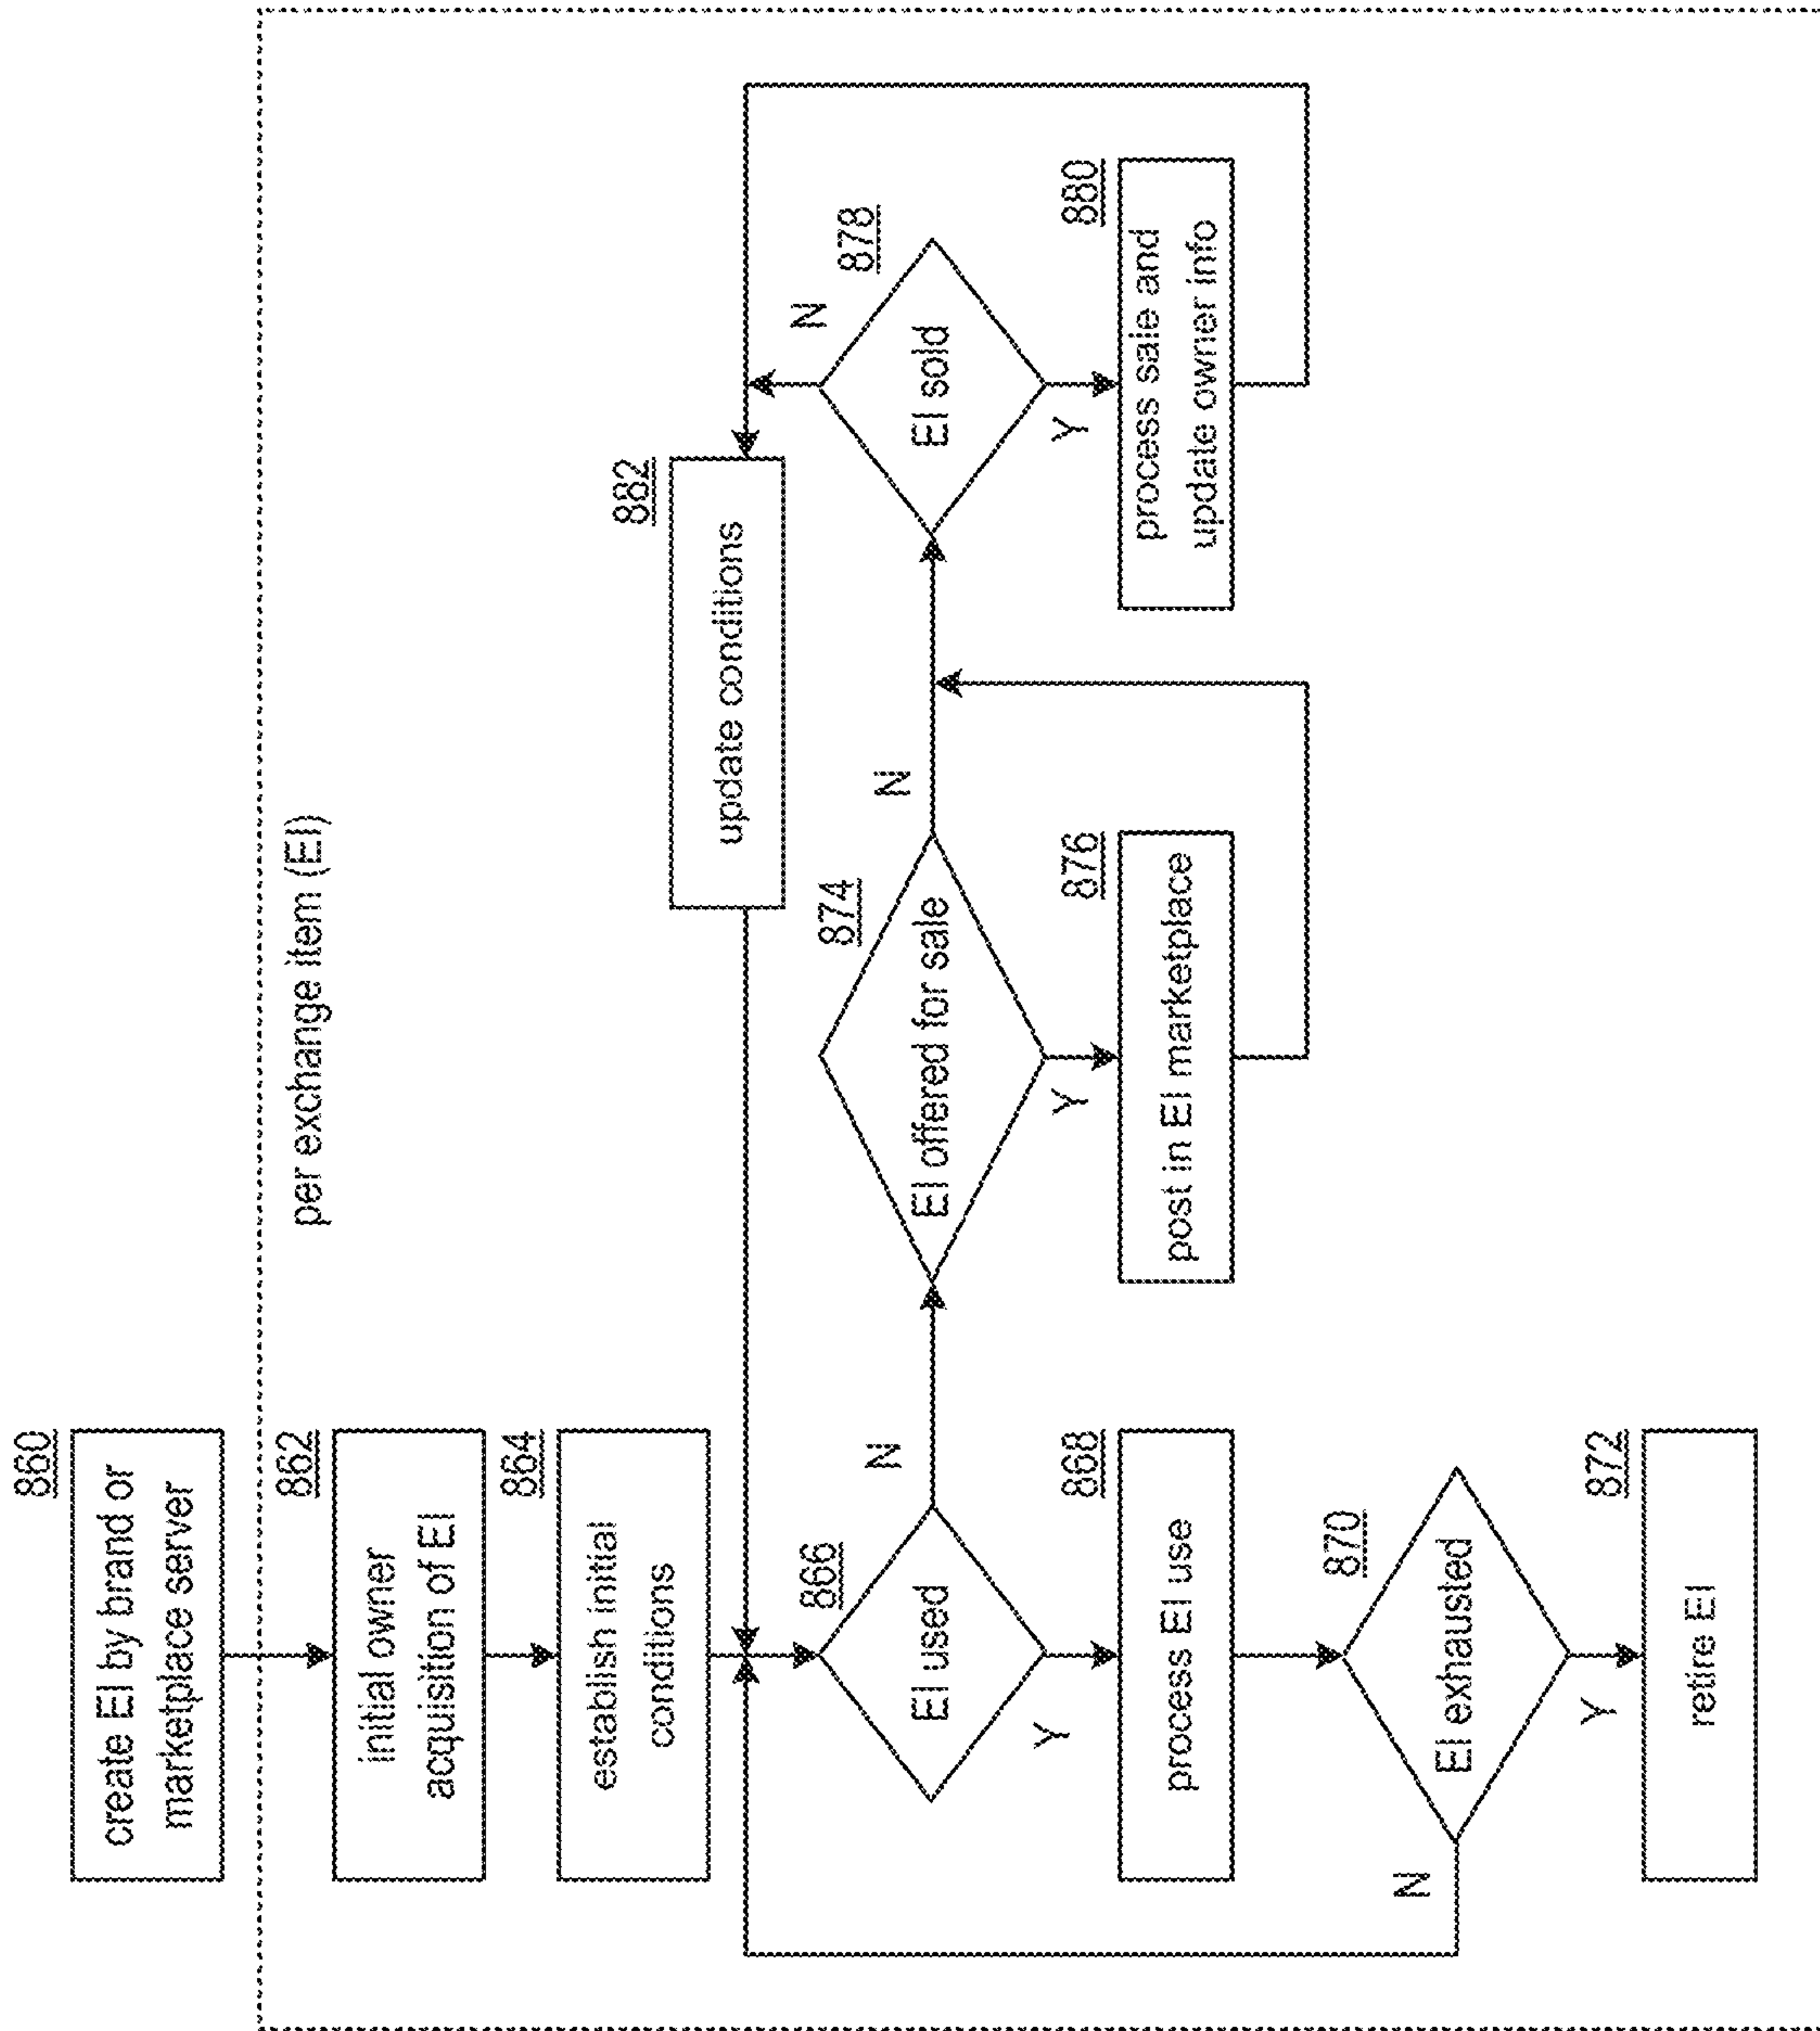 860
create EI by brand or
marketplace server
per exchange item (EI)
862
initial owner
acquisition of EI
864
establish initial
conditions
882
update conditions
866
EI used
N
Y
874
EI offered for sale
N
Y
878
EI sold
N
Y
868
process EI use
876
post in EI marketplace
880
process sale and
update owner info
870
EI exhausted
N
Y
872
retire EI